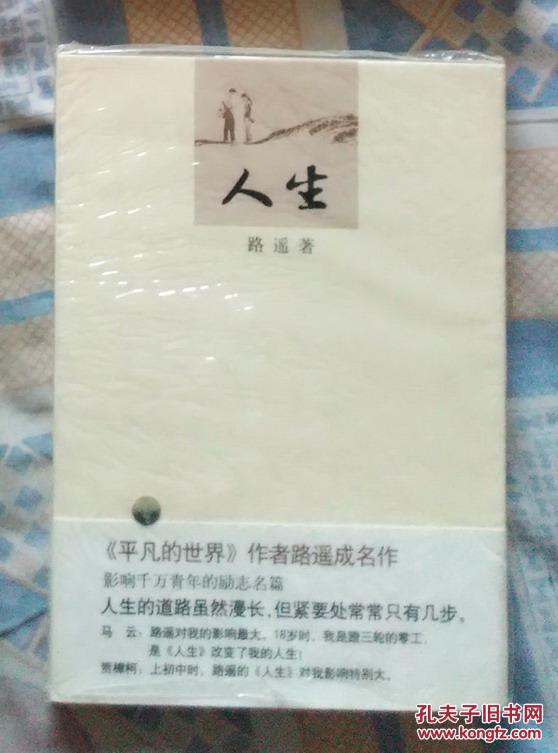 人生
路遥著
《平凡的世界》作者路遥成名作
影响千万青年的励志名篇
人生的道路虽然漫长，但紧要处常常只有几步。
马 云：路遥对我的影响最大。18岁时，我是蹬三轮的零工，
是《人生》改变了我的人生！
贾樟柯：上初中时，路遥的《人生》对我影响特别大。
孔夫子旧书网
www.kongfz.com